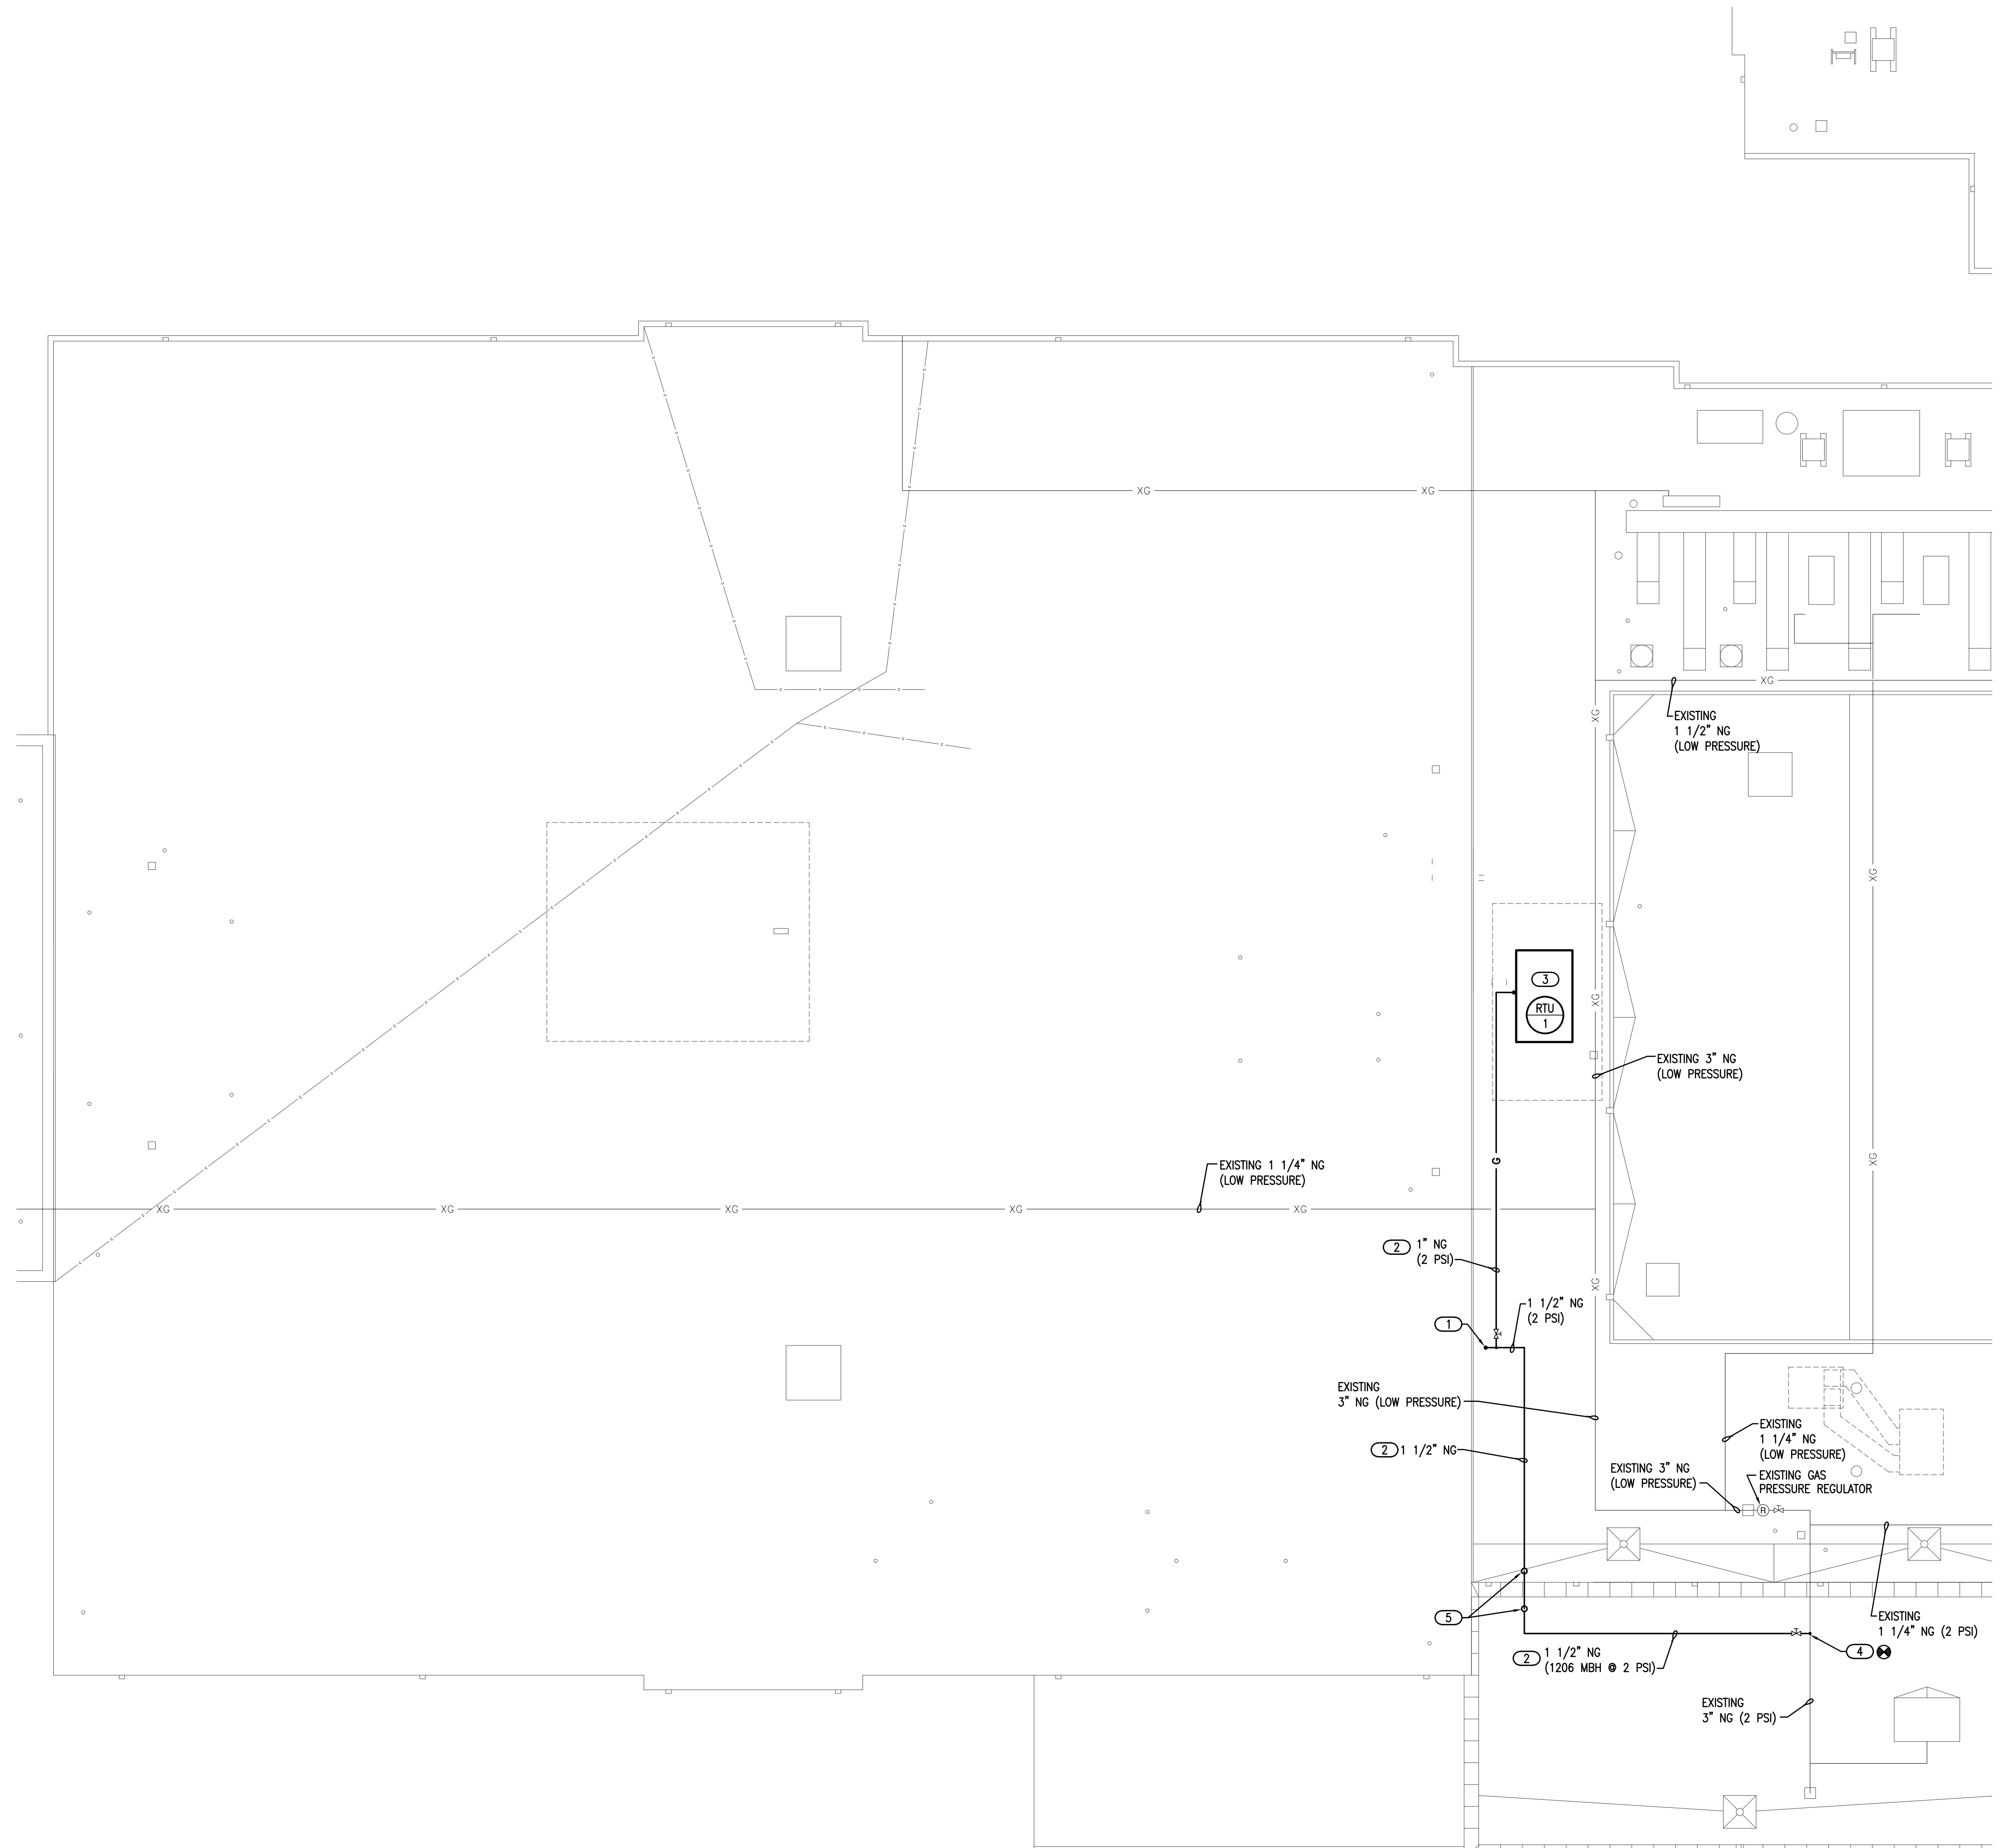 XG
XG
EXISTING
1 1/2" NG
(LOW PRESSURE)
XG
XG
XG
3
RTU
1
XG
EXISTING 3" NG
(LOW PRESSURE)
G
XG
EXISTING 1 1/4" NG
(LOW PRESSURE)
XG
XG
XG
XG
XG
2
1" NG
(2 PSI)
XG
1 1/2" NG
(2 PSI)
1
EXISTING
3" NG (LOW PRESSURE)
2
1 1/2" NG
EXISTING
1 1/4" NG
(LOW PRESSURE)
EXISTING 3" NG
(LOW PRESSURE)
EXISTING GAS
PRESSURE REGULATOR
R
5
EXISTING
1 1/4" NG (2 PSI)
2
1 1/2" NG
(1206 MBH @ 2 PSI)
4
EXISTING
3" NG (2 PSI)